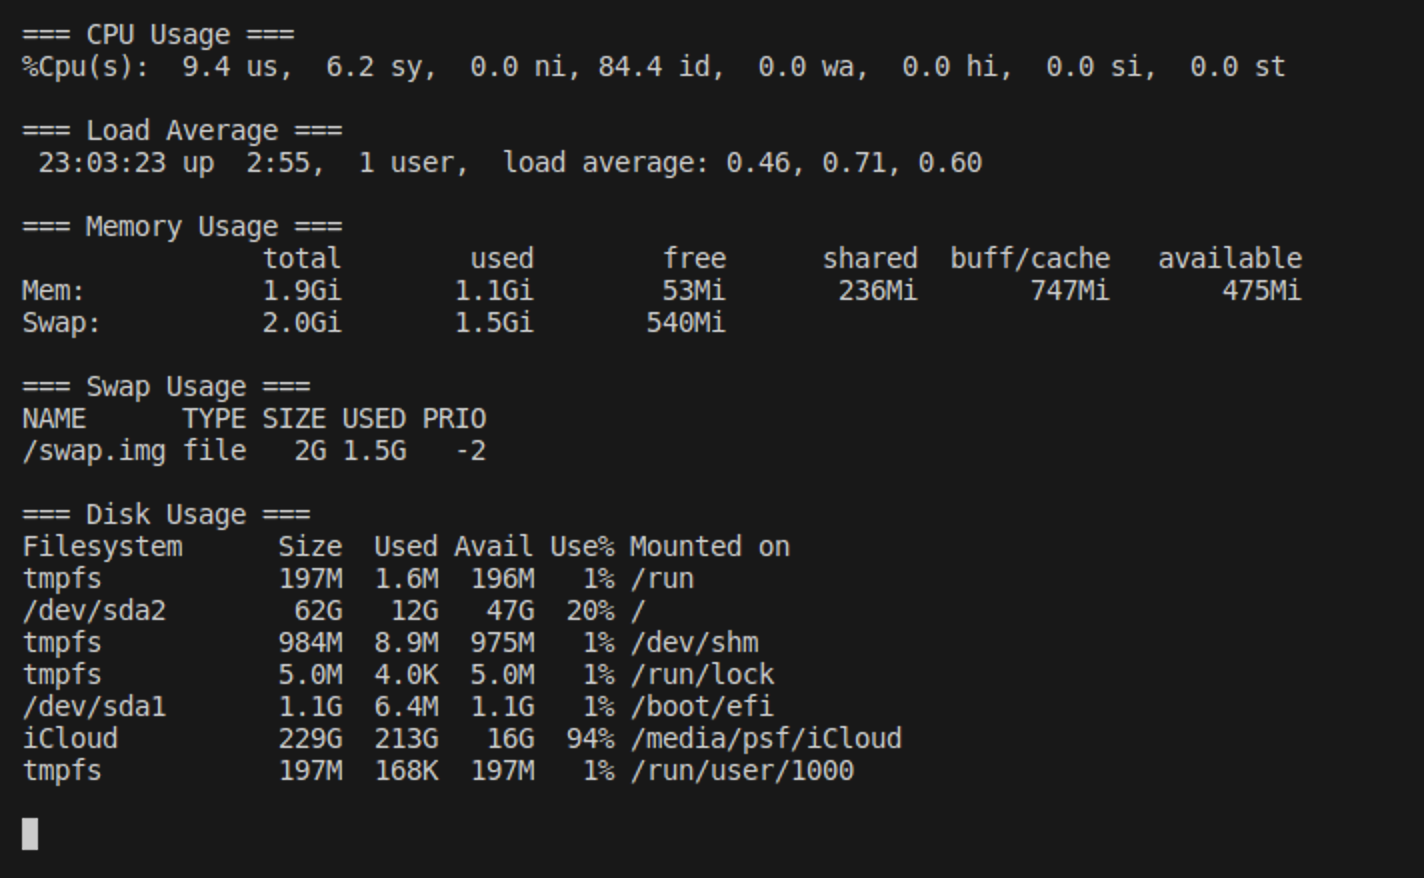 === CPU Usage ===
%Cpu(s):  9.4 us,  6.2 sy,  0.0 ni, 84.4 id,  0.0 wa,  0.0 hi,  0.0 si,  0.0 st
=== Load Average ===
 23:03:23 up  2:55,  1 user,  load average: 0.46, 0.71, 0.60
=== Memory Usage ===
               total        used        free      shared  buff/cache   available
Mem:           1.9Gi       1.1Gi        53Mi       236Mi       747Mi       475Mi
Swap:          2.0Gi       1.5Gi       540Mi
=== Swap Usage ===
NAME      TYPE SIZE USED PRIO
/swap.img file   2G 1.5G   -2
=== Disk Usage ===
Filesystem      Size  Used Avail Use% Mounted on
tmpfs           197M  1.6M  196M   1% /run
/dev/sda2        62G   12G   47G  20% /
tmpfs           984M  8.9M  975M   1% /dev/shm
tmpfs           5.0M  4.0K  5.0M   1% /run/lock
/dev/sda1       1.1G  6.4M  1.1G   1% /boot/efi
iCloud          229G  213G   16G  94% /media/psf/iCloud
tmpfs           197M  168K  197M   1% /run/user/1000